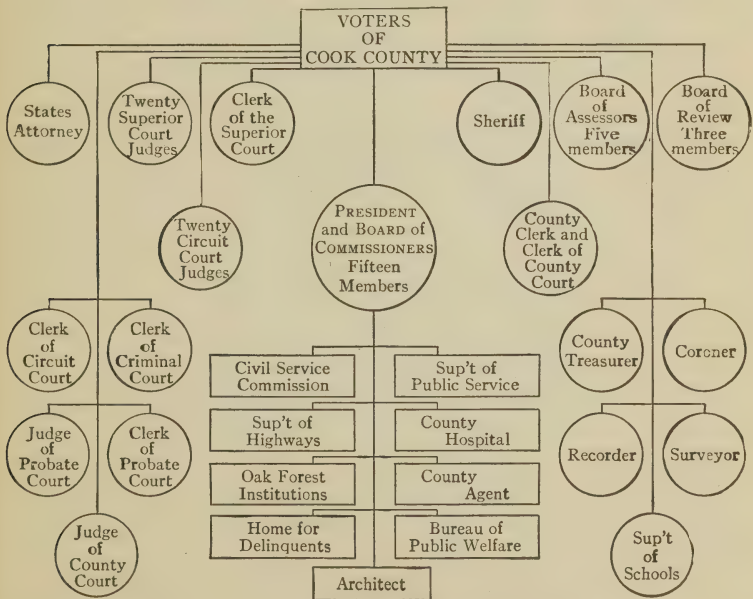 VOTERS
OF
COOK COUNTY
States
Attorney
Twenty
Superior
Court
Judges
Clerk
of the
Superior
Court
Sheriff
Board
of
Assessors
Five
members
Board
of
Review
Three
members
Twenty
Circuit
Court
Judges
PRESIDENT
and BOARD of
COMMISSIONERS
Fifteen
Members
County
Clerk and
Clerk of
County
Court
Clerk
of
Circuit
Court
Clerk
of
Criminal
Court
Civil Service
Commission
Sup't of
Public Service
County
Treasurer
Coroner
Judge
of
Probate
Court
Clerk
of
Probate
Court
Sup't of
Highways
County
Hospital
Recorder
Surveyor
Oak Forest
Institutions
County
Agent
Judge
of
County
Court
Home for
Delinquents
Bureau of
Public Welfare
Sup't
of
Schools
Architect